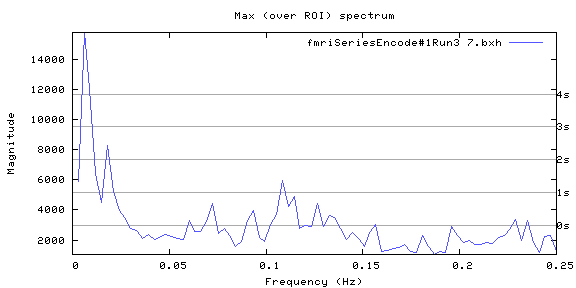 Max (over ROI) spectrum
fmriSeriesEncode#1Run3 7.bxh
Magnitude
14000
12000
10000
8000
6000
4000
2000
4s
3s
2s
1s
0s
0 0.05 0.1 0.15 0.2 0.25
Frequency (Hz)